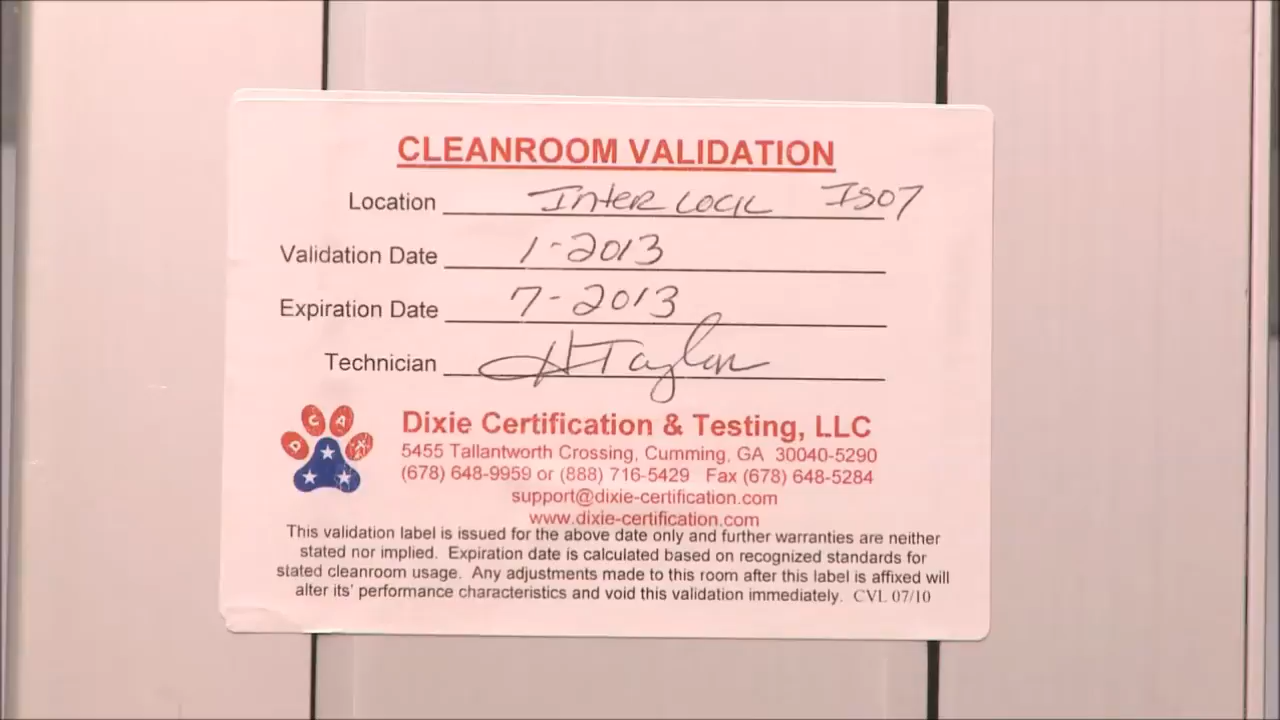 CLEANROOM VALIDATION
Location Inter Lock ISO7
Validation Date 1-2013
Expiration Date 7-2013
Technician H Taylor
D C A X
Dixie Certification & Testing, LLC
5455 Tallantworth Crossing, Cumming, GA 30040-5290
(678) 648-9959 or (888) 716-5429 Fax (678) 648-5284
support@dixie-certification.com
www.dixie-certification.com
This validation label is issued for the above date only and further warranties are neither
stated nor implied. Expiration date is calculated based on recognized standards for
stated cleanroom usage. Any adjustments made to this room after this label is affixed will
alter its' performance characteristics and void this validation immediately. CVL 07/10